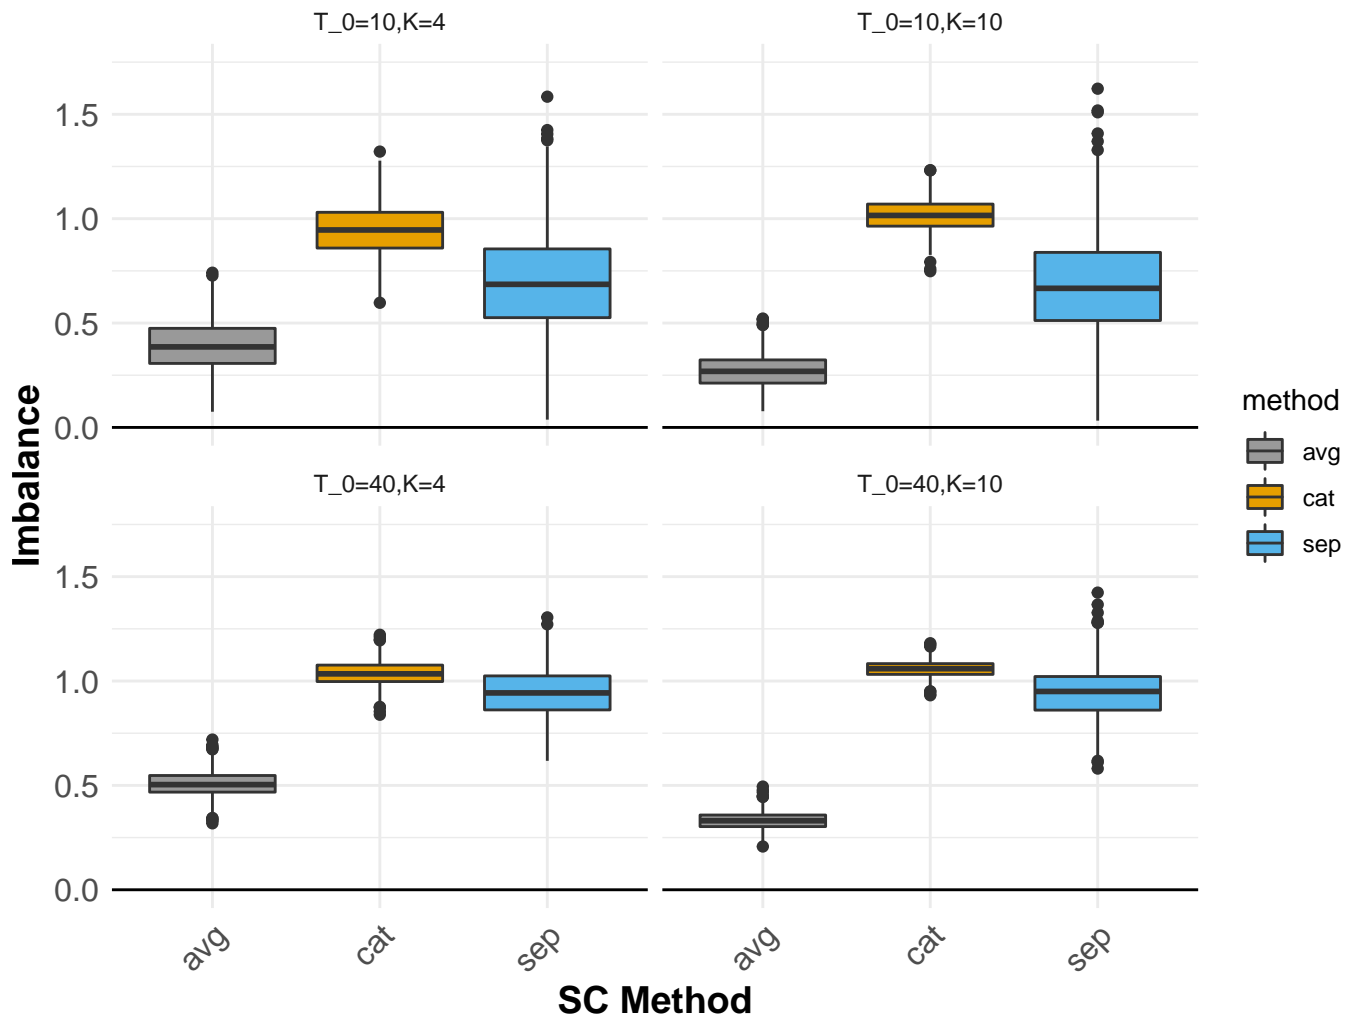 T_0=10,K=4
T_0=10,K=10
1.5
1.0
0.5
0.0
T_0=40,K=4
T_0=40,K=10
1.5
1.0
0.5
0.0
Imbalance
avg
cat
sep
avg
cat
sep
SC Method
method
avg
cat
sep